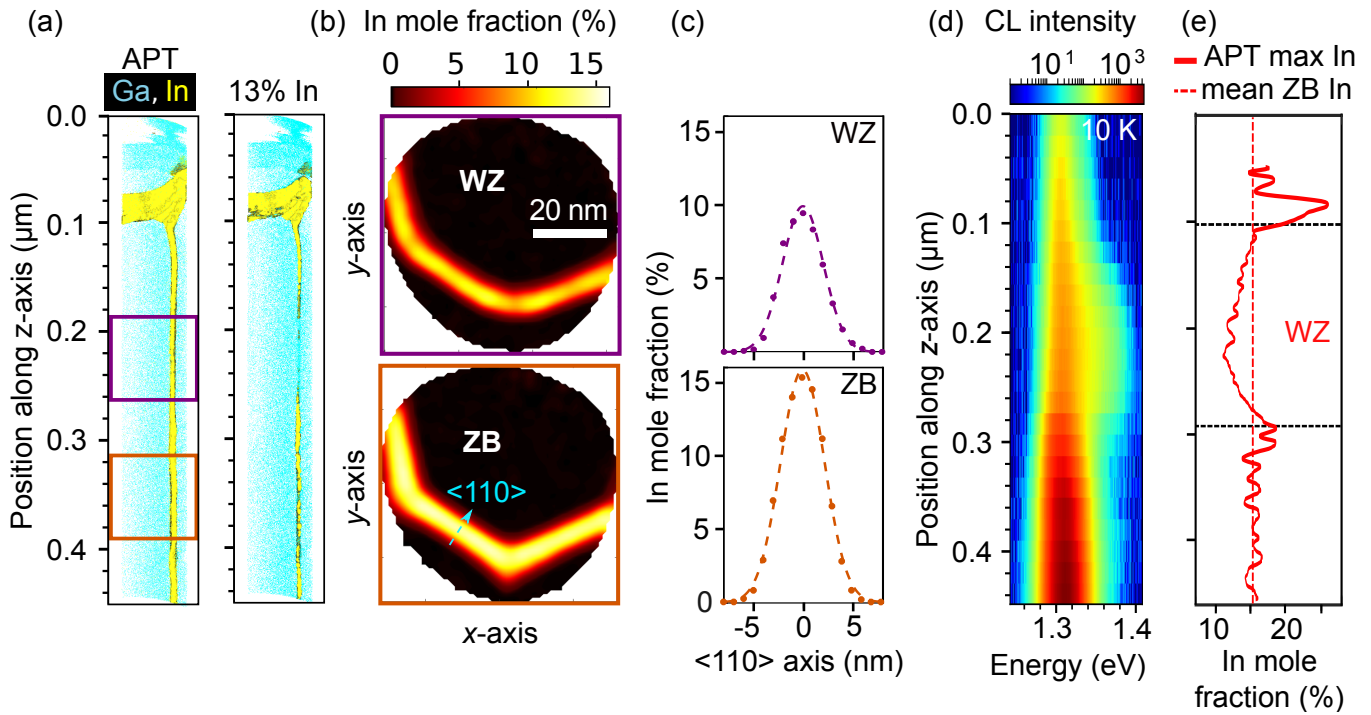 (a)
APT
Ga, In
13% In
0.0
0.1
0.2
0.3
0.4
Position along z-axis (µm)
(b)
In mole fraction (%)
0
5
10
15
WZ
20 nm
y-axis
ZB
<110>
y-axis
x-axis
(c)
15
10
5
WZ
15
10
5
0
ZB
In mole fraction (%)
-5
0
5
<110> axis (nm)
(d)
CL intensity
10¹
10³
10 K
0.0
0.1
0.2
0.3
0.4
Position along z-axis (µm)
1.3
1.4
Energy (eV)
(e)
APT max In
mean ZB In
WZ
10
20
In mole
fraction (%)